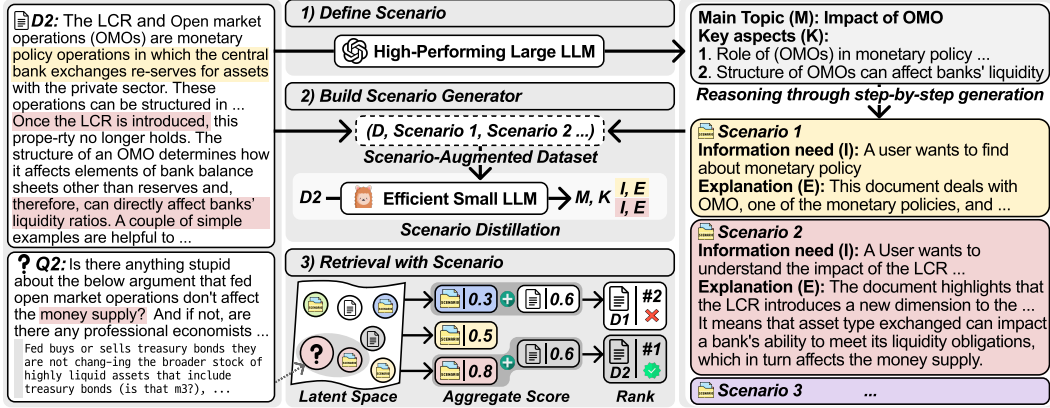 D2: The LCR and Open market
operations (OMOs) are monetary
policy operations in which the central
bank exchanges re-serves for assets
with the private sector. These
operations can be structured in ...
Once the LCR is introduced, this
prope-rty no longer holds. The
structure of an OMO determines how
it affects elements of bank balance
sheets other than reserves and,
therefore, can directly affect banks'
liquidity ratios. A couple of simple
examples are helpful to ...
? Q2: Is there anything stupid
about the below argument that fed
open market operations don't affect
the money supply? And if not, are
there any professional economists ...
Fed buys or sells treasury bonds they
are not chang-ing the broader stock of
highly liquid assets that include
treasury bonds (is that m3?), ...
1) Define Scenario
High-Performing Large LLM
2) Build Scenario Generator
(D, Scenario 1, Scenario 2 ...)
Scenario-Augmented Dataset
D2
Efficient Small LLM
M, K
I, E
I, E
Scenario Distillation
3) Retrieval with Scenario
?
SCENARIO
SCENARIO
SCENARIO
SCENARIO
SCENARIO 0.3 + 0.6
SCENARIO 0.5
SCENARIO 0.8 + 0.6
#2
D1
#1
D2
Latent Space
Aggregate Score
Rank
Main Topic (M): Impact of OMO
Key aspects (K):
1. Role of (OMOs) in monetary policy ...
2. Structure of OMOs can affect banks' liquidity
Reasoning through step-by-step generation
SCENARIO Scenario 1
Information need (I): A user wants to find
about monetary policy
Explanation (E): This document deals with
OMO, one of the monetary policies, and ...
SCENARIO Scenario 2
Information need (I): A User wants to
understand the impact of the LCR ...
Explanation (E): The document highlights that
the LCR introduces a new dimension to the ...
It means that asset type exchanged can impact
a bank's ability to meet its liquidity obligations,
which in turn affects the money supply.
SCENARIO Scenario 3 ...